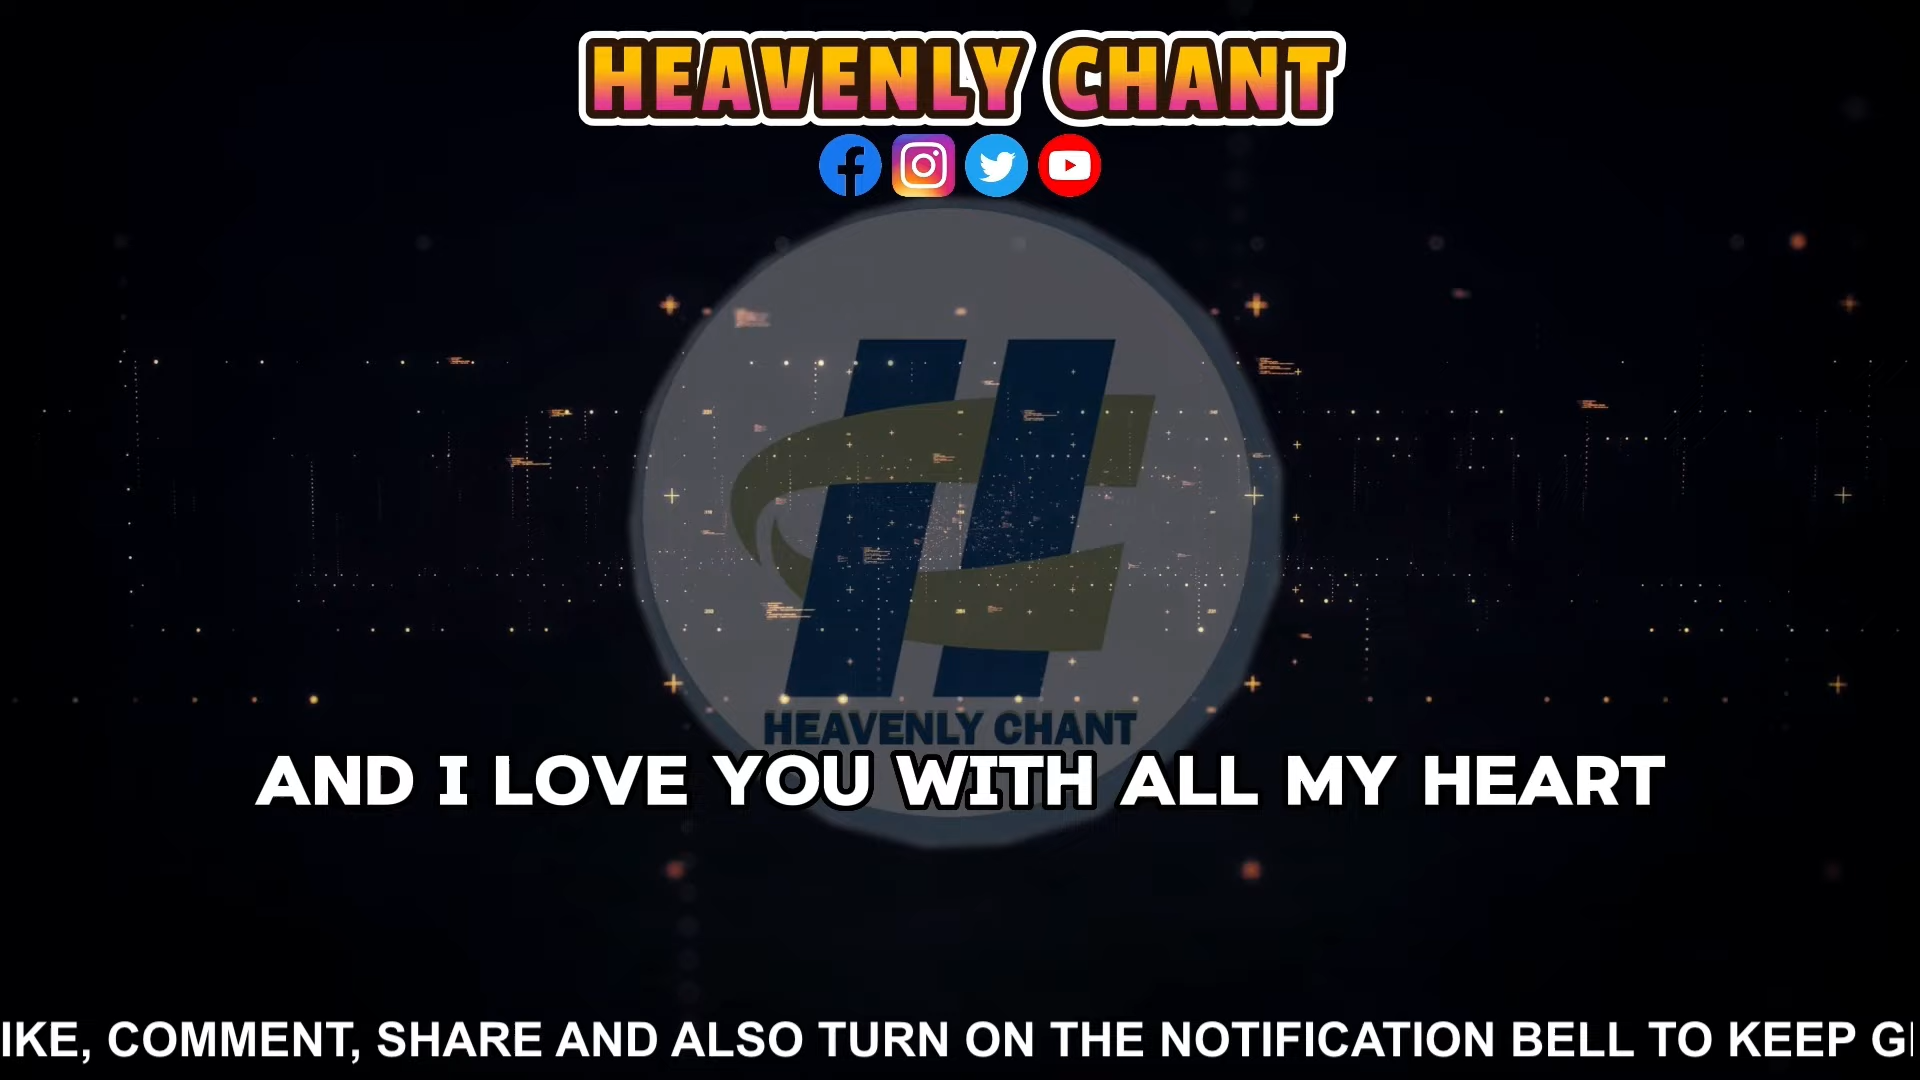 HEAVENLY CHANT
HEAVENLY CHANT
AND I LOVE YOU WITH ALL MY HEART
IKE, COMMENT, SHARE AND ALSO TURN ON THE NOTIFICATION BELL TO KEEP G